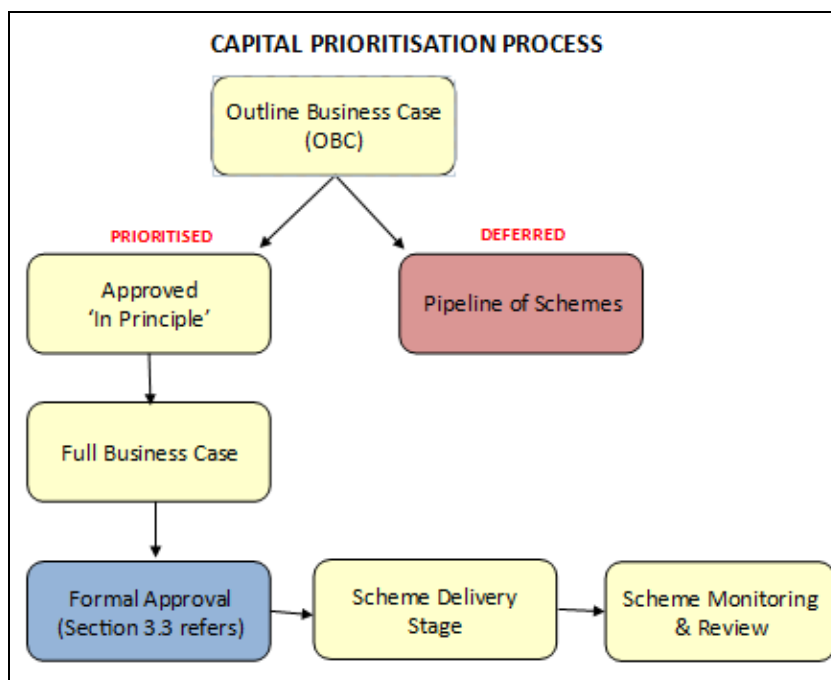 CAPITAL PRIORITISATION PROCESS
Outline Business Case
(OBC)
PRIORITISED
DEFERRED
Approved
‘In Principle’
Pipeline of Schemes
Full Business Case
Formal Approval
(Section 3.3 refers)
Scheme Delivery
Stage
Scheme Monitoring
& Review